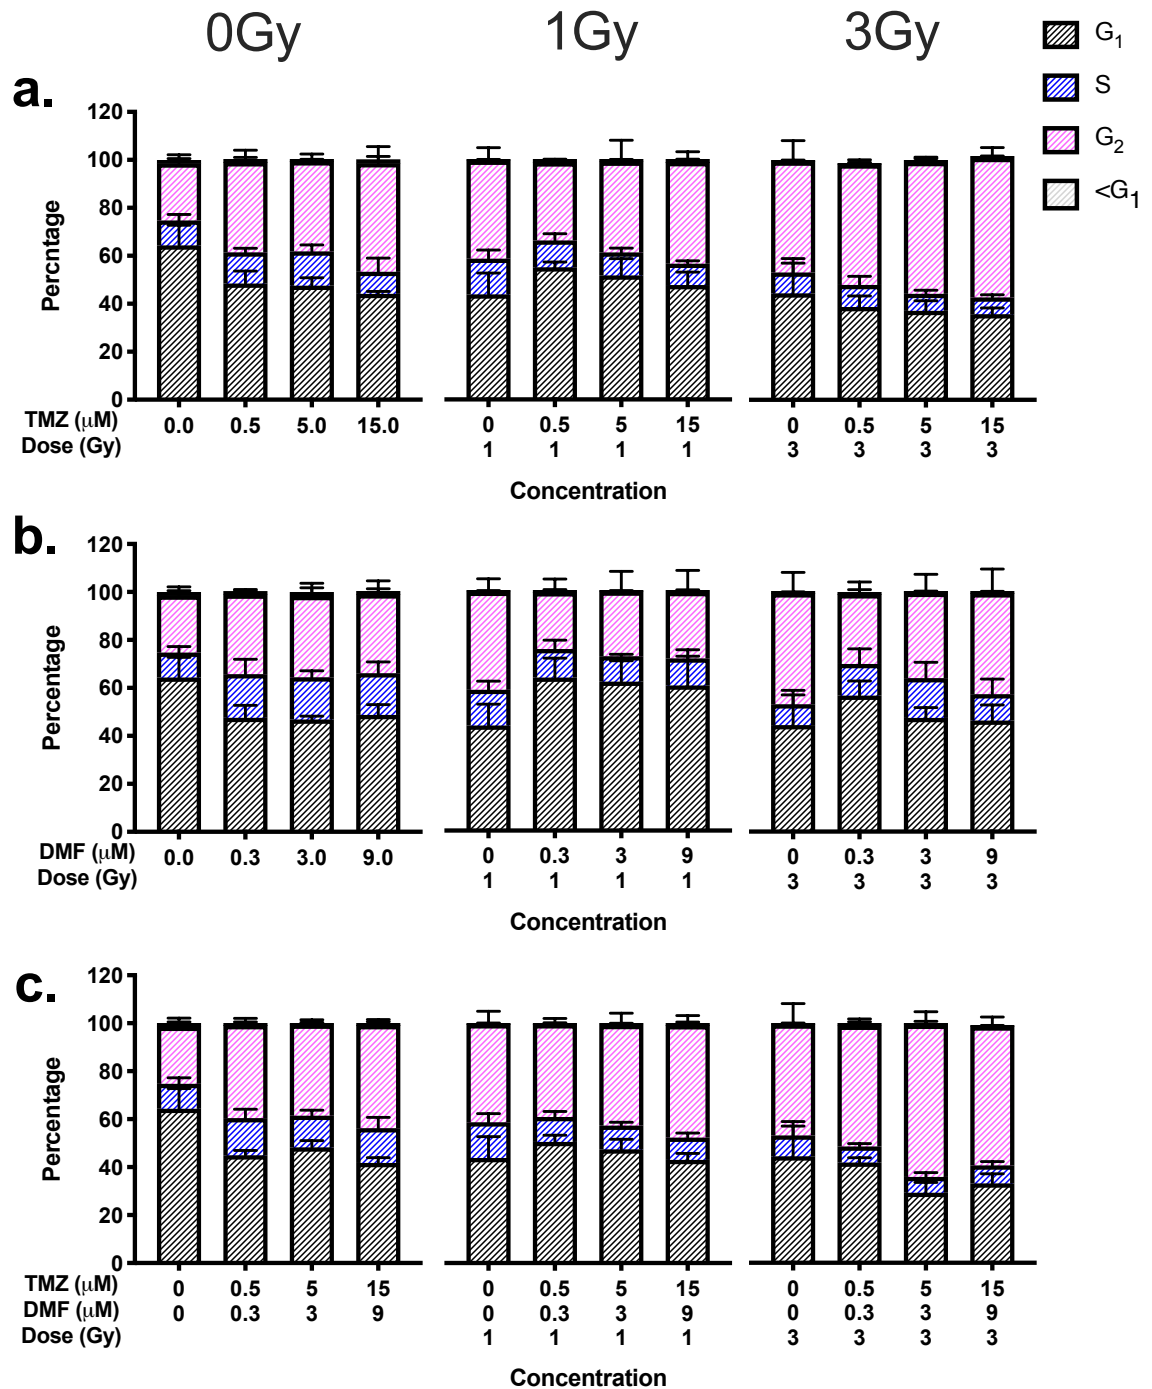 0Gy 1Gy 3Gy
G1
S
G2
<G1
a.
Percntage
120
100
80
60
40
20
0
TMZ (μM) 0.0 0.5 5.0 15.0 0 0.5 5 15 0 0.5 5 15
Dose (Gy) 1 1 1 1 3 3 3 3
Concentration
b.
Percentage
120
100
80
60
40
20
0
DMF (μM) 0.0 0.3 3.0 9.0 0 0.3 3 9 0 0.3 3 9
Dose (Gy) 1 1 1 1 3 3 3 3
Concentration
c.
Percentage
120
100
80
60
40
20
0
TMZ (μM) 0 0.5 5 15 0 0.5 5 15 0 0.5 5 15
DMF (μM) 0 0.3 3 9 0 0.3 3 9 0 0.3 3 9
Dose (Gy) 1 1 1 1 3 3 3 3
Concentration